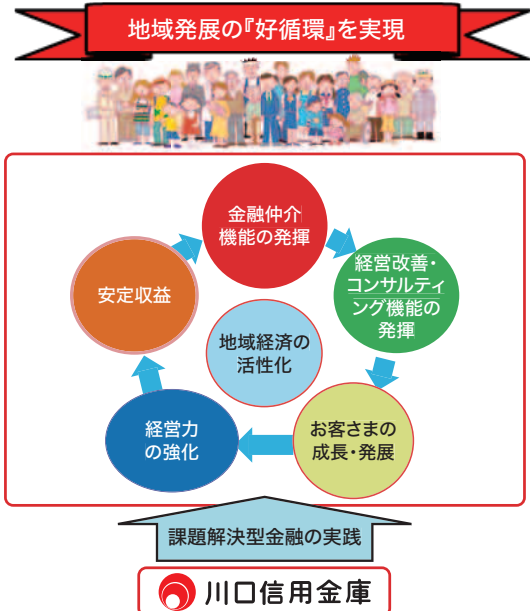 地域発展の『好循環』を実現
金融仲介
機能の発揮
経営改善・
コンサルティ
ング機能の
発揮
安定収益
地域経済の
活性化
経営力
の強化
お客さまの
成長・発展
課題解決型金融の実践
川口信用金庫